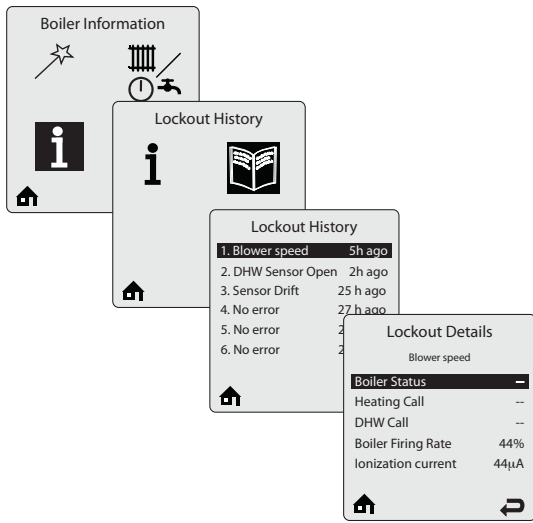 Boiler Information
Lockout History
Lockout History
1. Blower speed 5h ago
2. DHW Sensor Open 2h ago
3. Sensor Drift 25 h ago
4. No error 27 h ago
5. No error 2
6. No error 2
Lockout Details
Blower speed
Boiler Status –
Heating Call --
DHW Call --
Boiler Firing Rate 44%
Ionization current 44µA